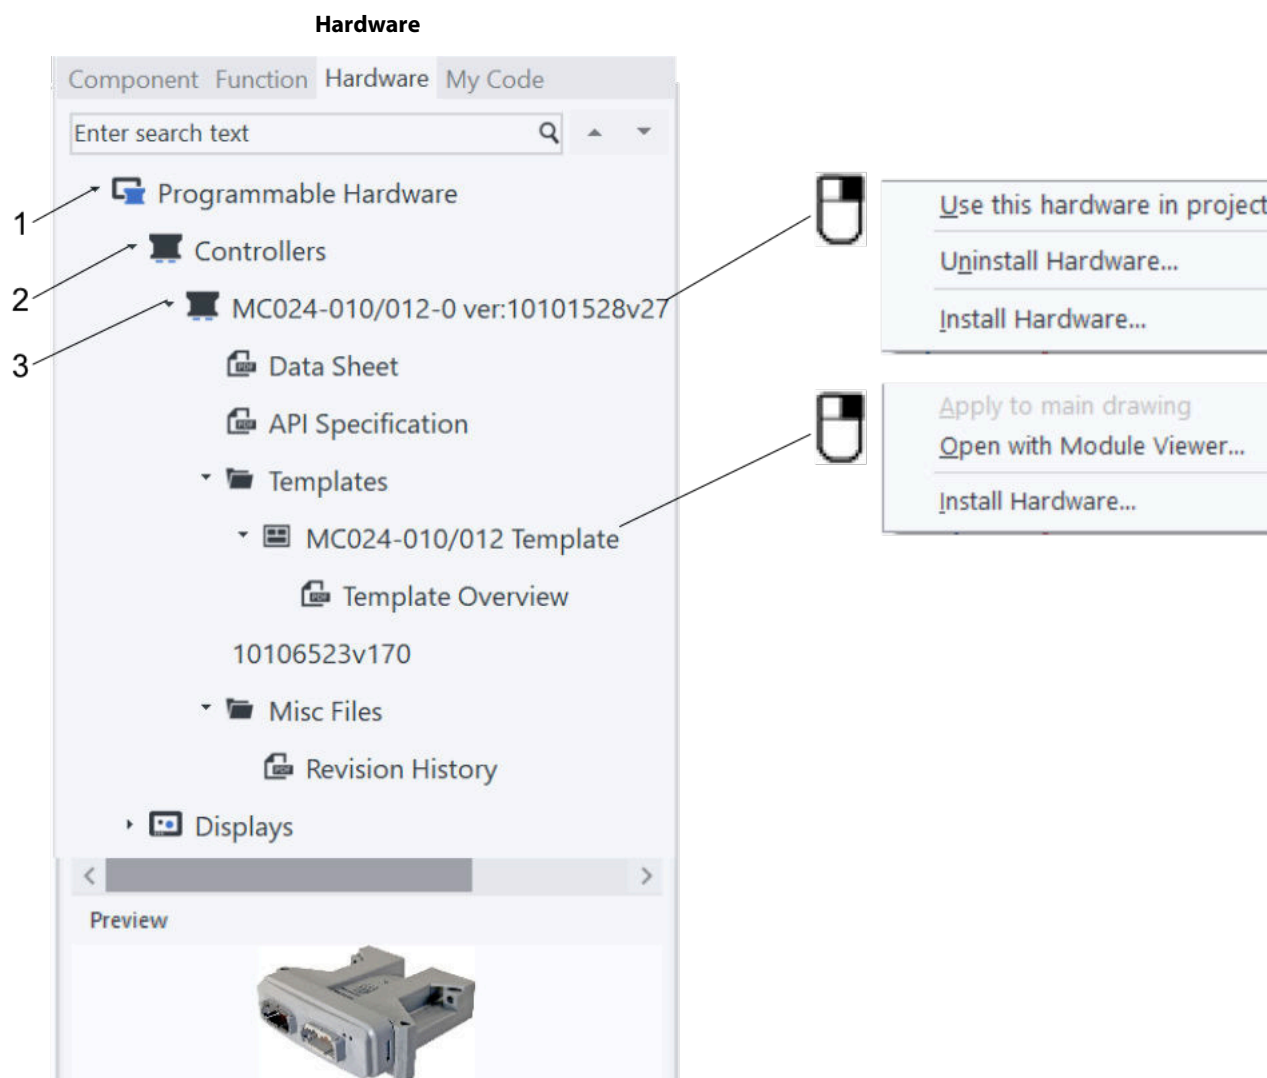 Hardware
Component Function Hardware My Code
Enter search text
1
Programmable Hardware
Use this hardware in project
2
Controllers
Uninstall Hardware...
3
MC024-010/012-0 ver:10101528v27
Install Hardware...
Data Sheet
API Specification
Apply to main drawing
Open with Module Viewer...
Templates
Install Hardware...
MC024-010/012 Template
PDF Template Overview
10106523v170
Misc Files
Revision History
Displays
Preview